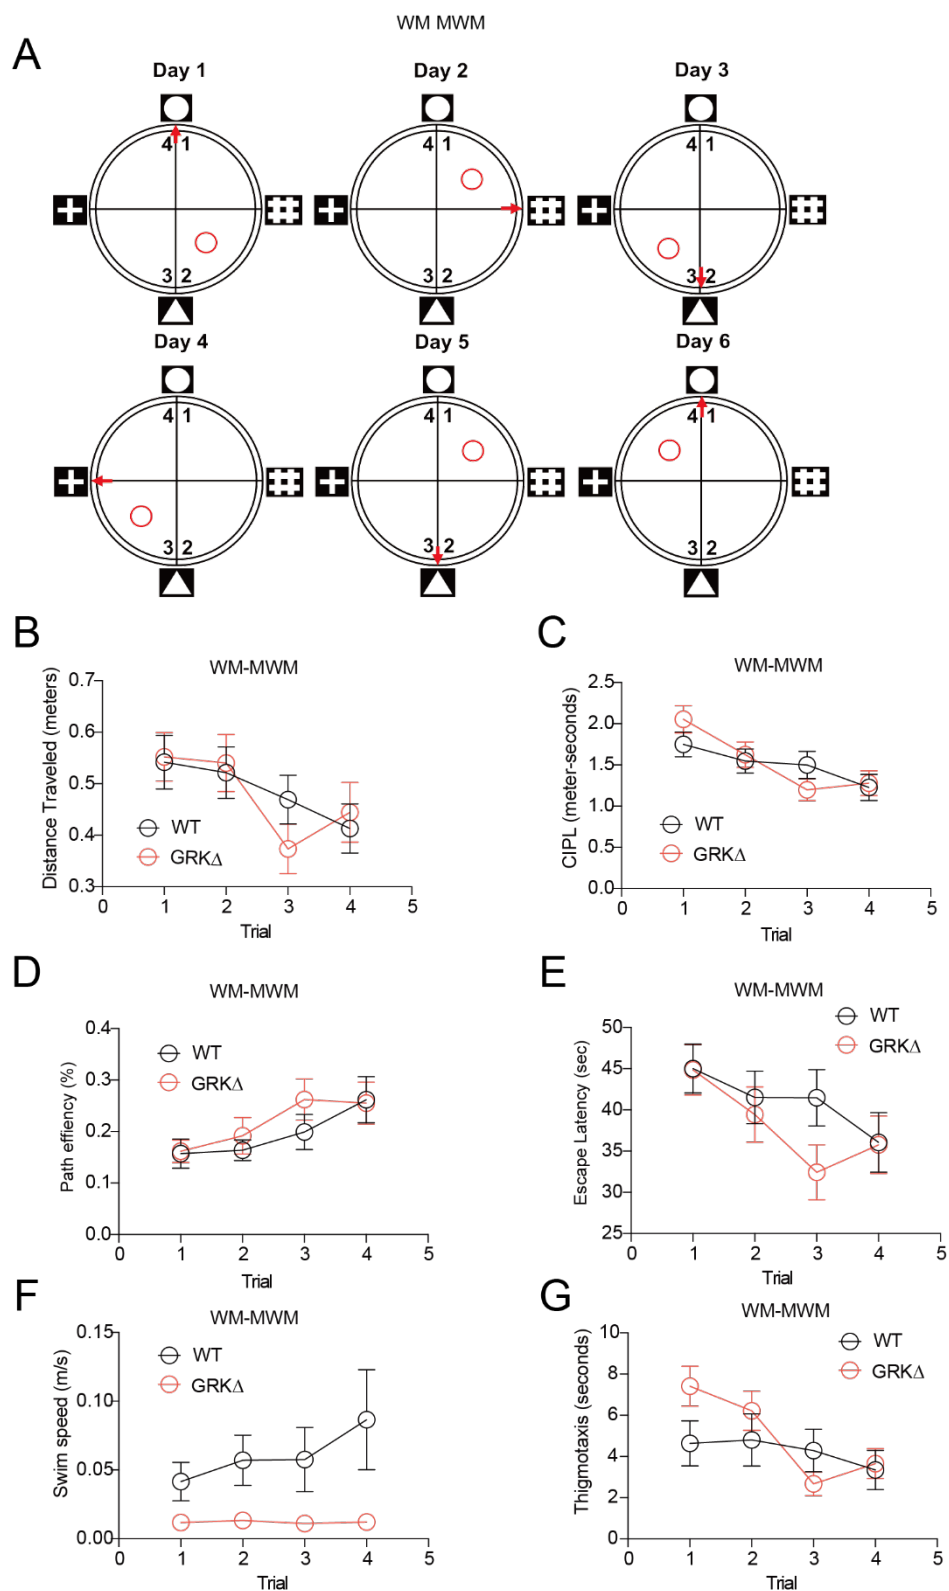 WM MWM
A
Day 1
Day 2
Day 3
4 1
4 1
4 1
3 2
3 2
3 2
Day 4
Day 5
Day 6
4 1
4 1
4 1
3 2
3 2
3 2
B
WM-MWM
Distance Traveled (meters)
0.7
0.6
0.5
0.4
0.3
WT
GRKΔ
0 1 2 3 4 5
Trial
C
WM-MWM
CIPL (meter-seconds)
2.5
2.0
1.5
1.0
0.5
0.0
WT
GRKΔ
0 1 2 3 4 5
Trial
D
WM-MWM
Path effiency (%)
0.4
0.3
0.2
0.1
0.0
WT
GRKΔ
0 1 2 3 4 5
Trial
E
WM-MWM
Escape Latency (sec)
50
45
40
35
30
25
WT
GRKΔ
0 1 2 3 4 5
Trial
F
WM-MWM
Swim speed (m/s)
0.15
0.10
0.05
0.00
WT
GRKΔ
0 1 2 3 4 5
Trial
G
WM-MWM
Thigmotaxis (seconds)
10
8
6
4
2
0
WT
GRKΔ
0 1 2 3 4 5
Trial